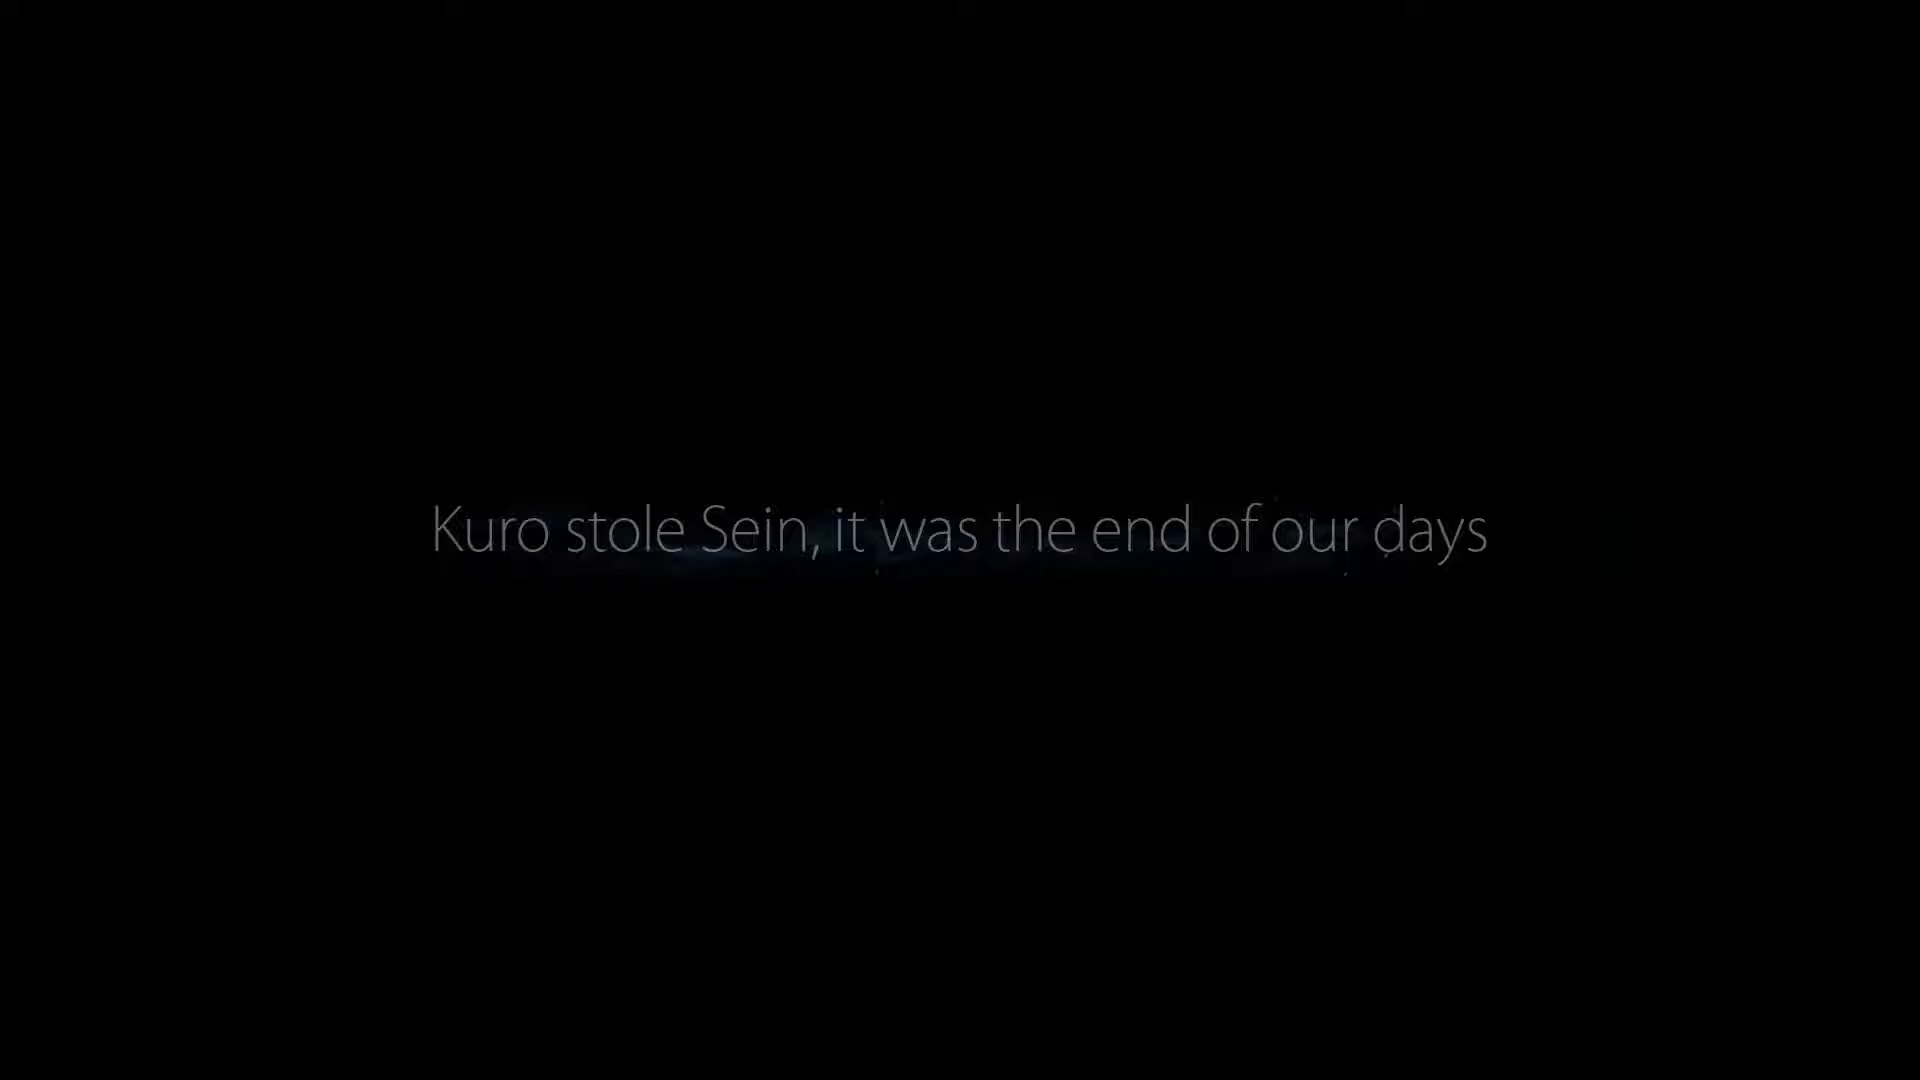 Kuro stole Sein, it was the end of our days